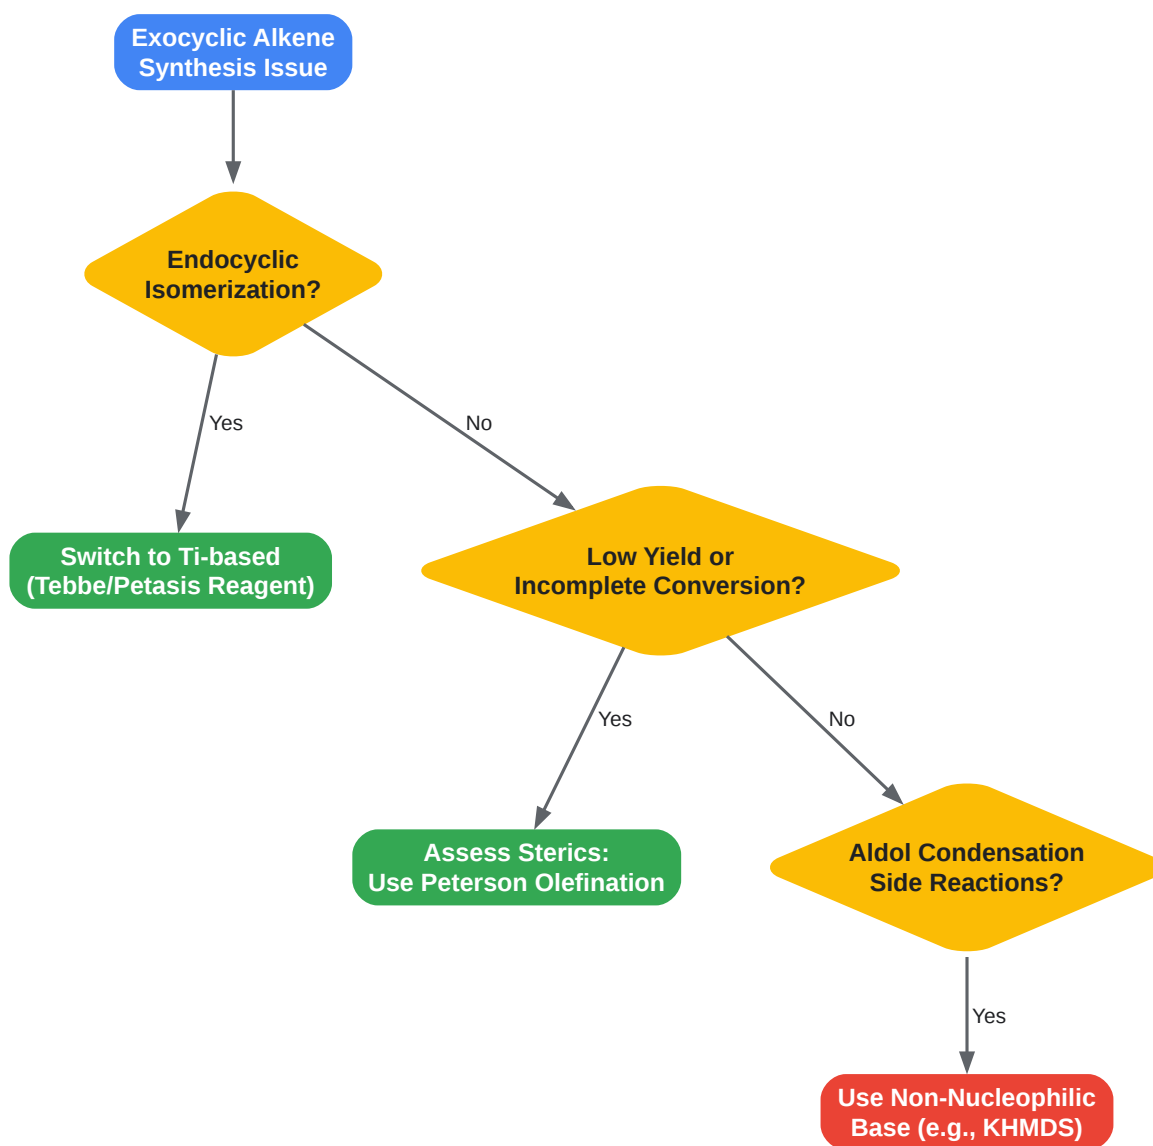 Exocyclic Alkene
Synthesis Issue
Endocyclic
Isomerization?
Yes
No
Switch to Ti-based
(Tebbe/Petasis Reagent)
Low Yield or
Incomplete Conversion?
Yes
No
Assess Sterics:
Use Peterson Olefination
Aldol Condensation
Side Reactions?
Yes
Use Non-Nucleophilic
Base (e.g., KHMDS)